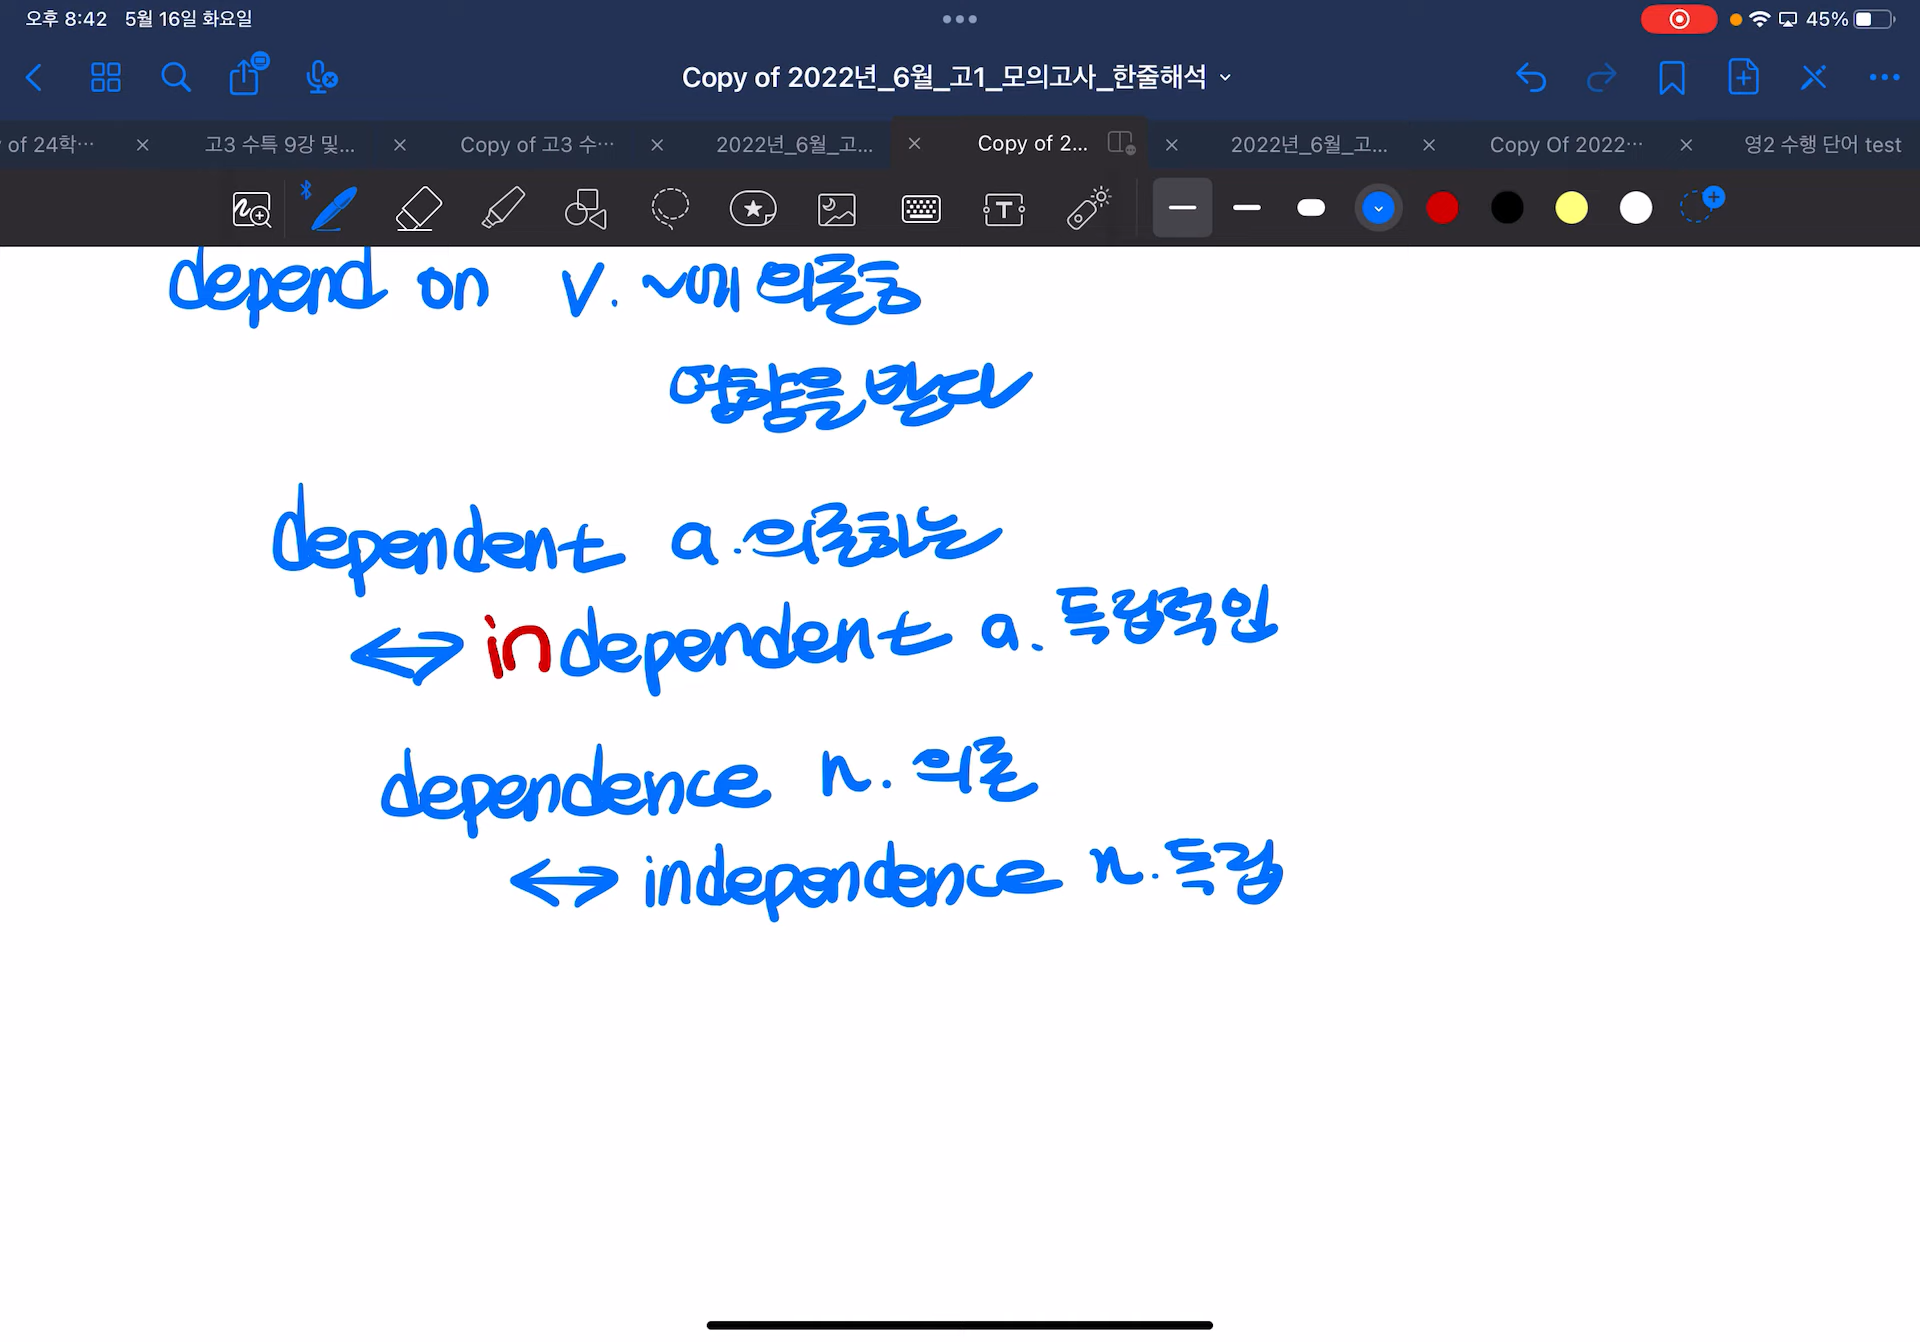 오후 8:42 5월 16일 화요일 45%
Copy of 2022년_6월_고1_모의고사_한줄해석
of 24학… 고3 수특 9강 및... Copy of 고3 수… 2022년_6월_고... Copy of 2... 2022년_6월_고... Copy Of 2022… 영2 수행 단어 test
depend on v. ~에 의존하
영향을 받다
dependent a. 의존하는
↔ independent a. 독립적인
dependence n. 의존
↔ independence n. 독립